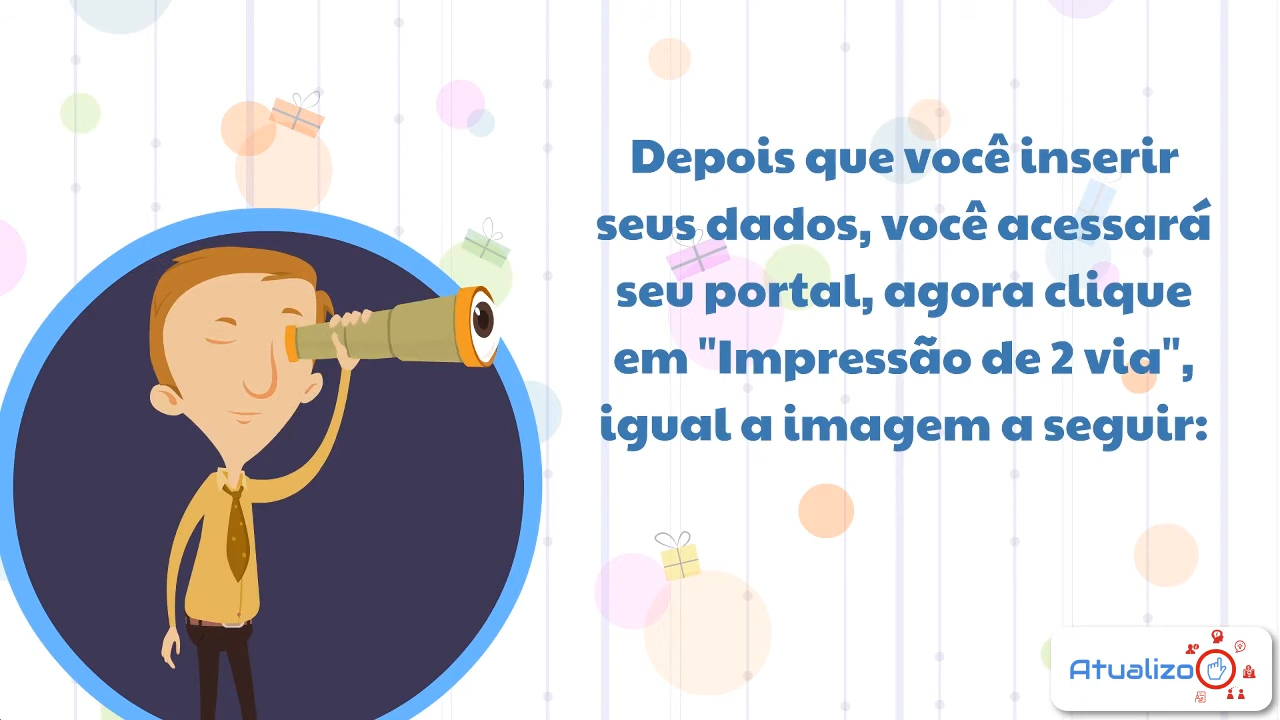 Depois que você inserir
seus dados, você acessará
seu portal, agora clique
em "Impressão de 2 via",
igual a imagem a seguir:
Atualizo